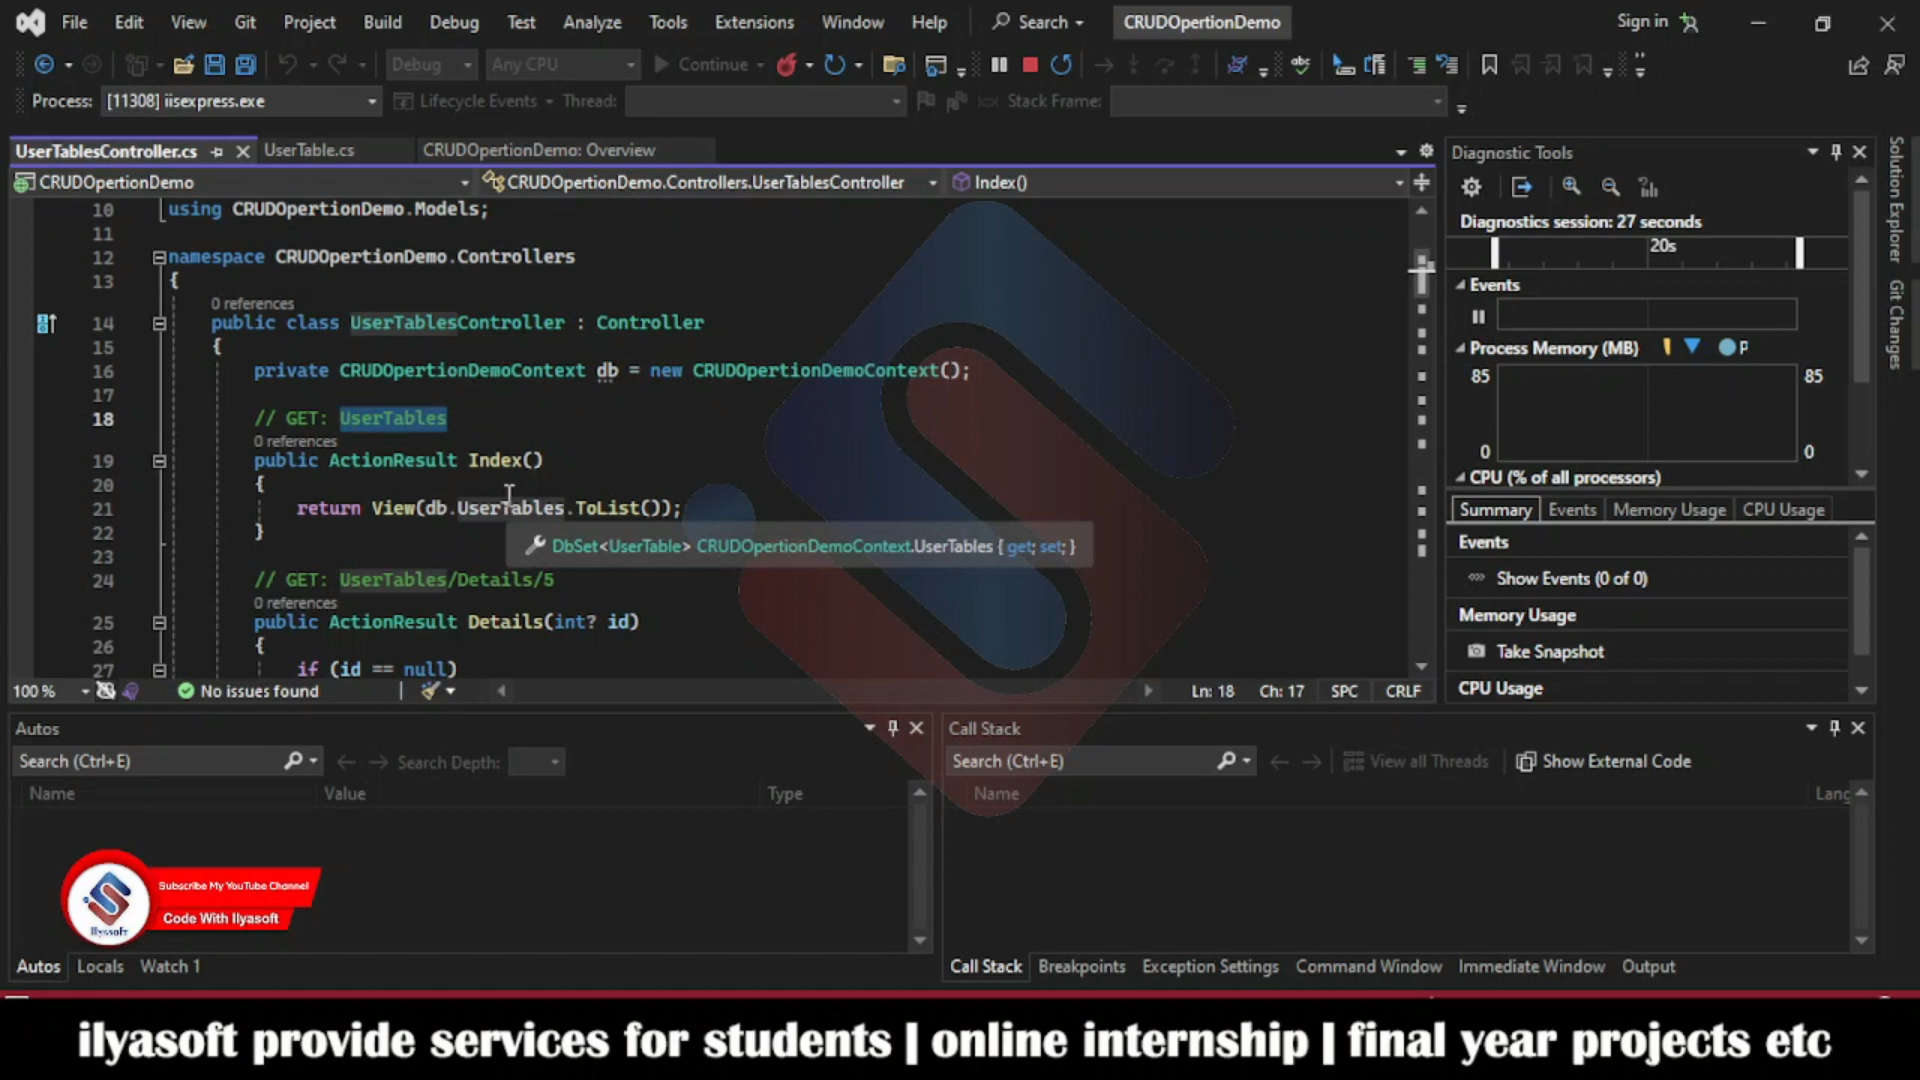 File Edit View Git Project Build Debug Test Analyze Tools Extensions Window Help Search CRUDOpertionDemo Sign in
Debug Any CPU Continue
Process: [11308] iisexpress.exe Lifecycle Events Thread: Stack Frame:
UserTablesController.cs UserTable.cs CRUDOpertionDemo: Overview
CRUDOpertionDemo CRUDOpertionDemo.Controllers.UserTablesController Index()
10 using CRUDOpertionDemo.Models;
11
12 namespace CRUDOpertionDemo.Controllers
13 {
0 references
14 public class UserTablesController : Controller
15 {
16 private CRUDOpertionDemoContext db = new CRUDOpertionDemoContext();
17
18 // GET: UserTables
0 references
19 public ActionResult Index()
20 {
21 return View(db.UserTables.ToList());
22 }
DbSet<UserTable> CRUDOpertionDemoContext.UserTables { get; set; }
23
24 // GET: UserTables/Details/5
0 references
25 public ActionResult Details(int? id)
26 {
27 if (id == null)
100 % No issues found Ln: 18 Ch: 17 SPC CRLF
Diagnostic Tools
Diagnostics session: 27 seconds
20s
Events
Process Memory (MB) P
85 85
0 0
CPU (% of all processors)
Summary Events Memory Usage CPU Usage
Events
Show Events (0 of 0)
Memory Usage
Take Snapshot
CPU Usage
Solution Explorer
Git Changes
Autos
Search (Ctrl+E) Search Depth:
Name Value Type
Subscribe My YouTube Channel
Code With Ilyasoft
Ilyasoft
Autos Locals Watch 1
Call Stack
Search (Ctrl+E) View all Threads Show External Code
Name Lang
Call Stack Breakpoints Exception Settings Command Window Immediate Window Output
ilyasoft provide services for students | online internship | final year projects etc